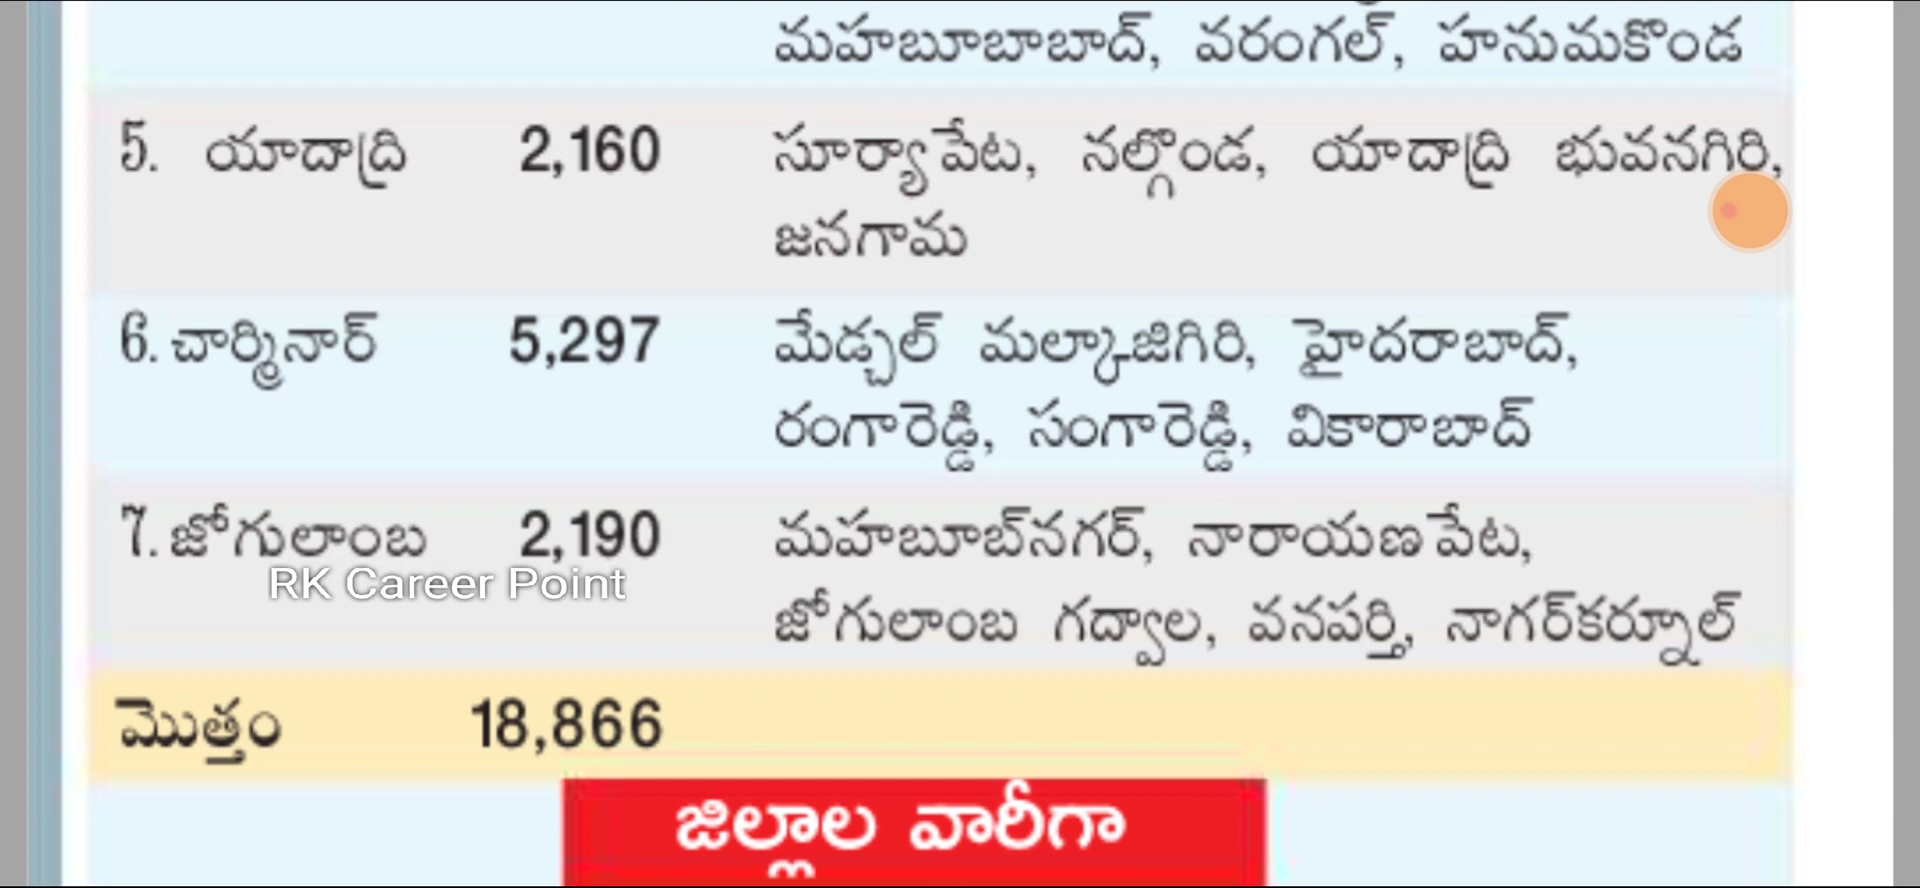 మహబూబాబాద్, వరంగల్, హనుమకొండ
5. యాదాద్రి 2,160 సూర్యాపేట, నల్గొండ, యాదాద్రి భువనగిరి,
జనగామ
6. చార్మినార్ 5,297 మేడ్చల్ మల్కాజిగిరి, హైదరాబాద్,
రంగారెడ్డి, సంగారెడ్డి, వికారాబాద్
7. జోగులాంబ 2,190 మహబూబ్‌నగర్, నారాయణపేట,
RK Career Point
జోగులాంబ గద్వాల, వనపర్తి, నాగర్‌కర్నూల్
మొత్తం 18,866
జిల్లాల వారీగా